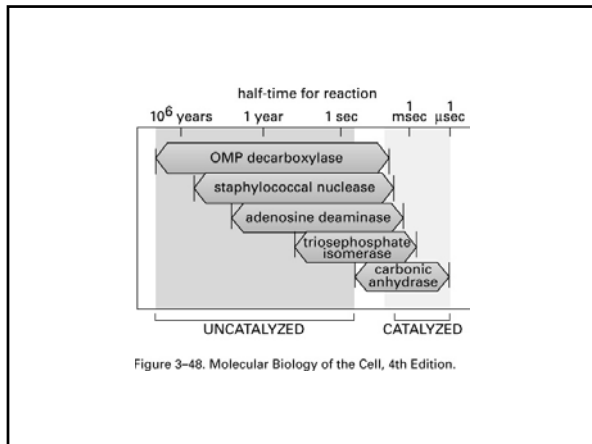 half-time for reaction
10⁶ years 1 year 1 sec 1 msec 1 µsec
OMP decarboxylase
staphylococcal nuclease
adenosine deaminase
triosephosphate
isomerase
carbonic
anhydrase
UNCATALYZED CATALYZED
Figure 3–48. Molecular Biology of the Cell, 4th Edition.